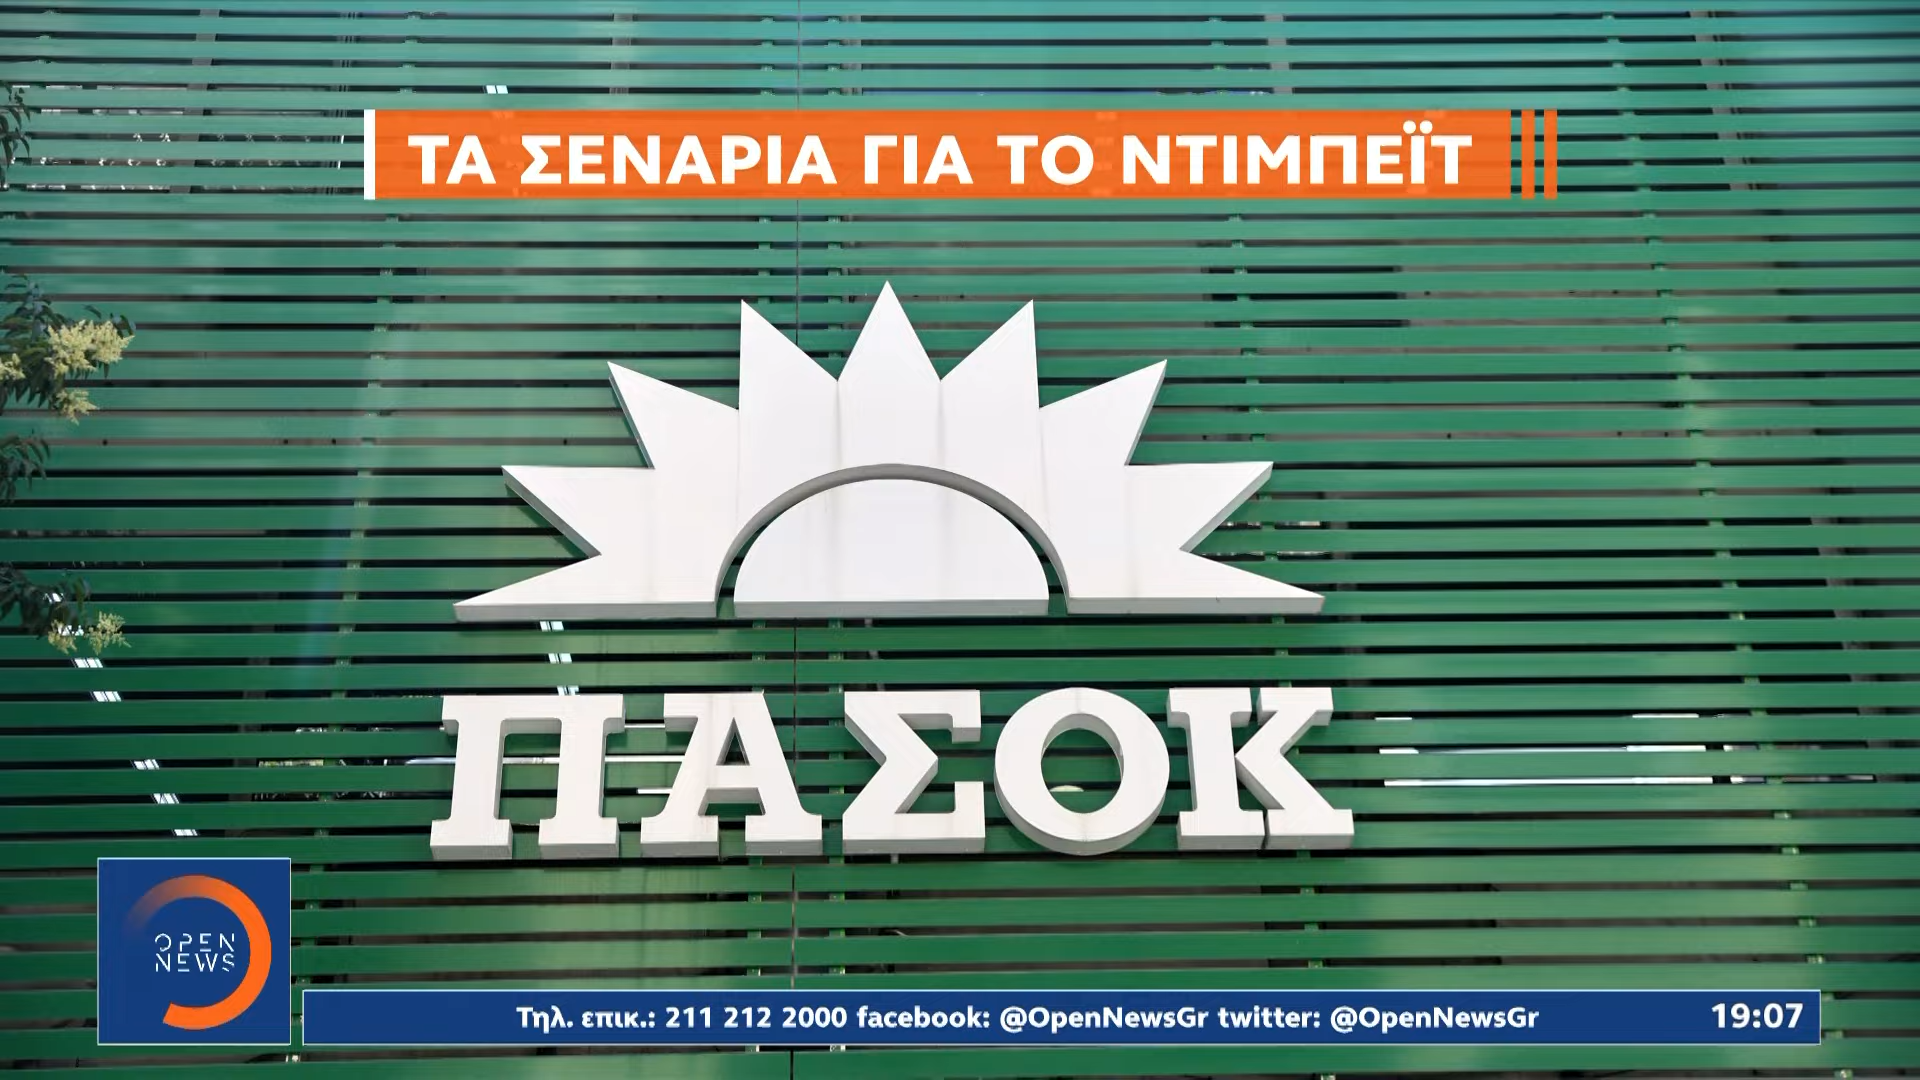 ΤΑ ΣΕΝΑΡΙΑ ΓΙΑ ΤΟ ΝΤΙΜΠΕΪΤ
ΠΑΣΟΚ
OPEN
NEWS
Τηλ. επικ.: 211 212 2000 facebook: @OpenNewsGr twitter: @OpenNewsGr
19:07